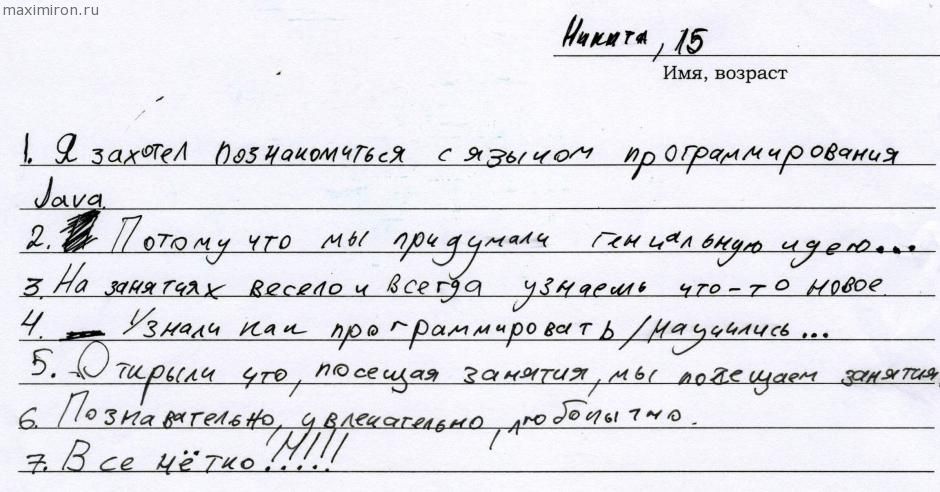 maximiron.ru
Никита, 15
Имя, возраст
1. Я захотел познакомиться с языком программирования
Java
2. Потому что мы придумали гениальную идею...
3. На занятиях весело и всегда узнаешь что-то новое.
4. Узнали как программировать/научились...
5. Открыли что, посещая занятия, мы посещаем занятия.
6. Познавательно, увлекательно, любопытно.
7. Все чётко!!!!!